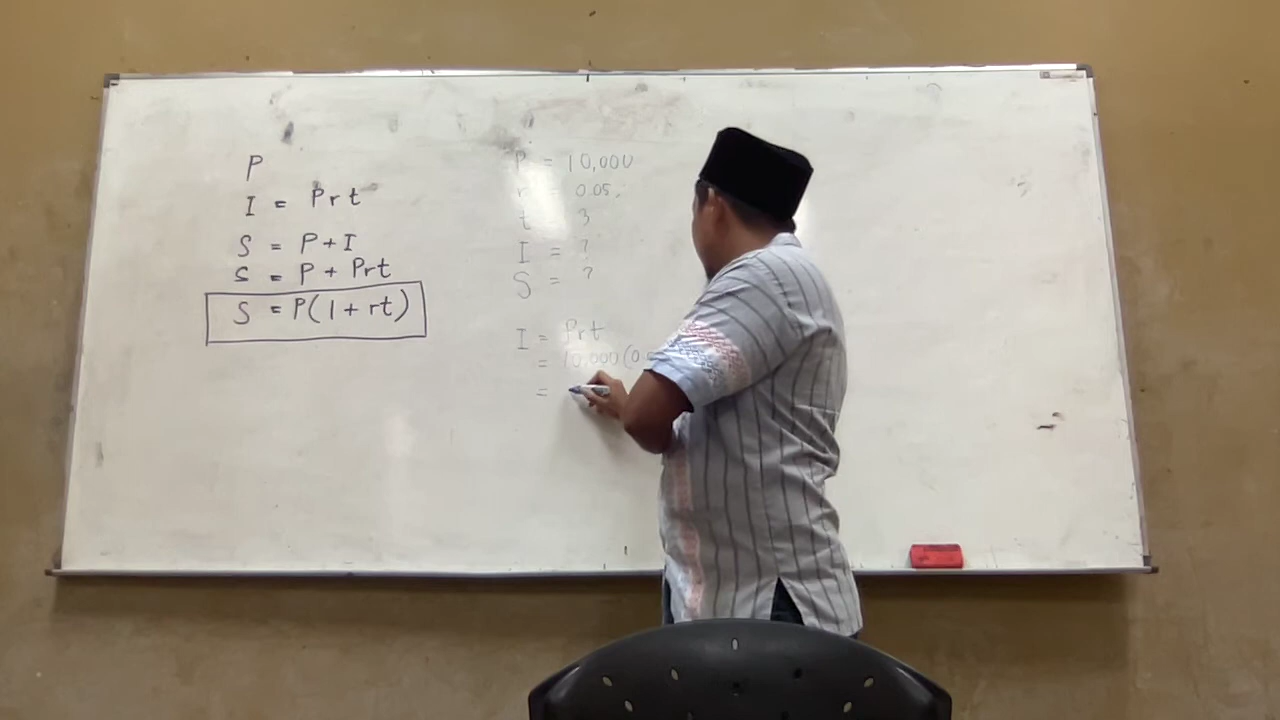 P
I = Prt
S = P + I
S = P + Prt
S = P(1 + rt)
P = 10,000
r = 0.05
t = 3
I = ?
S = ?
I = Prt
= 10,000(0
=